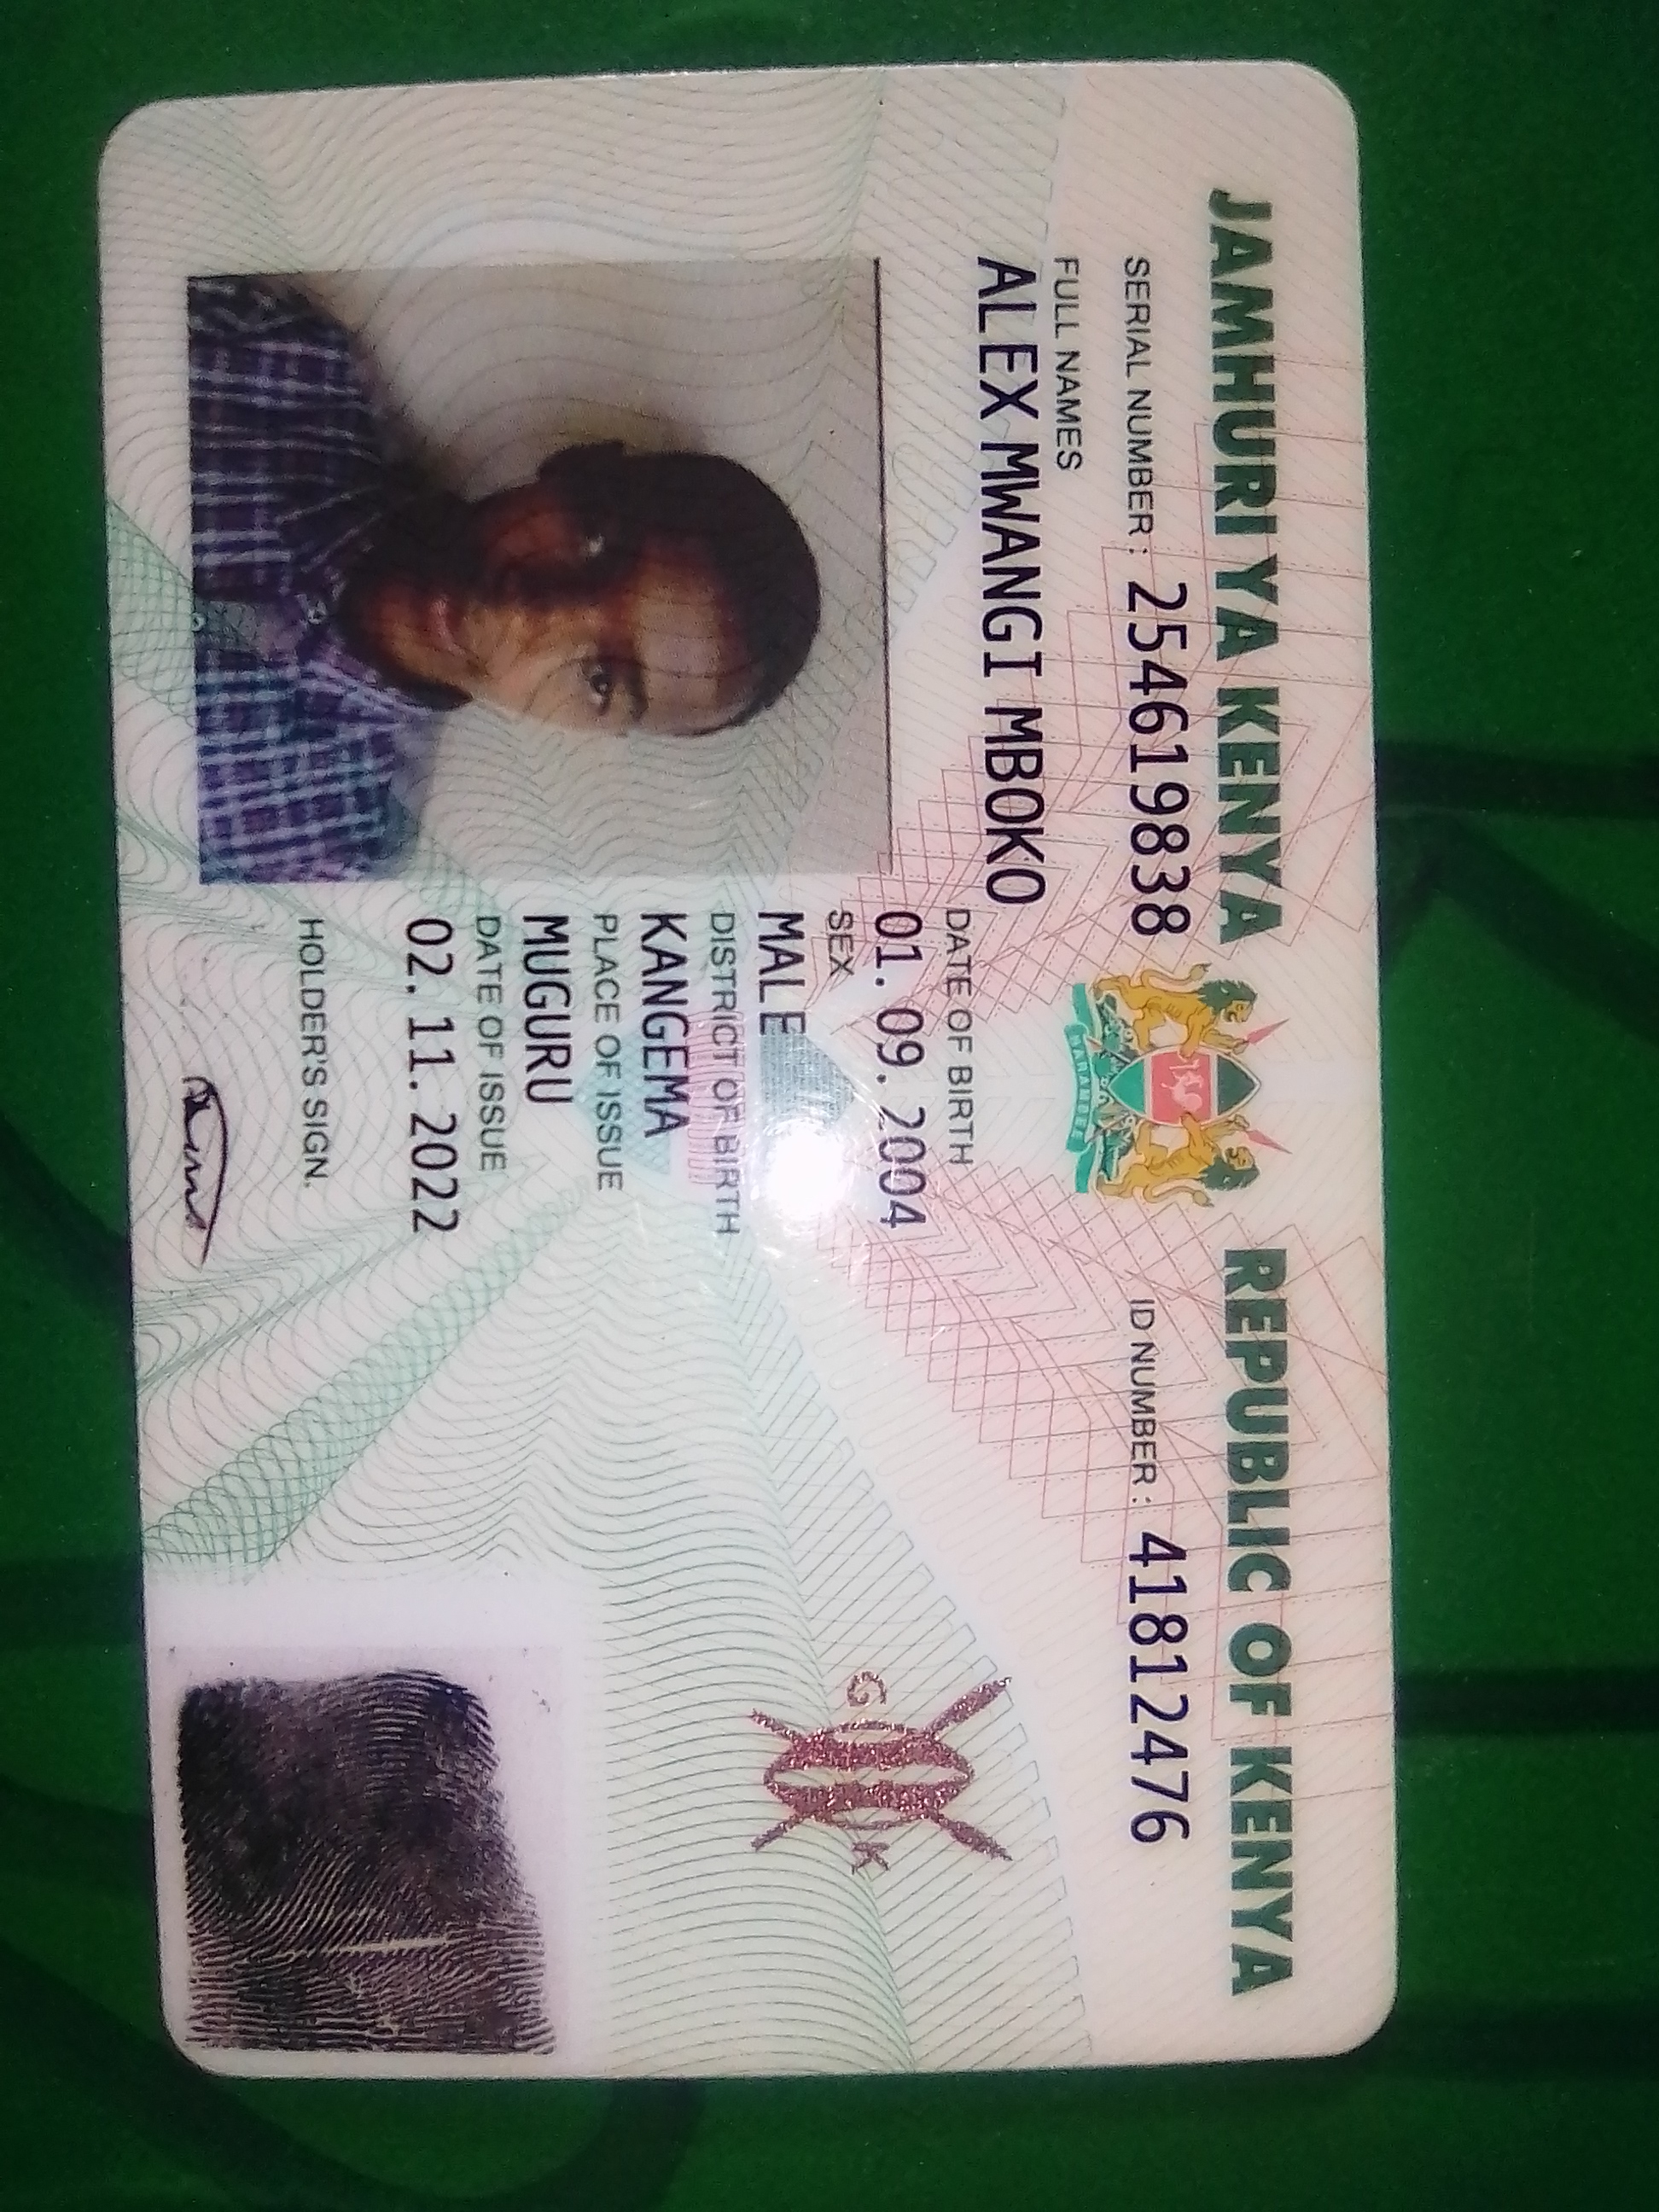 JAMHURI YA KENYA REPUBLIC OF KENYA
SERIAL NUMBER: 254619838 ID NUMBER: 41812476
HARAMBEE
FULL NAMES
ALEX MWANGI MBOKO
DATE OF BIRTH
01.09.2004
SEX
MALE
DISTRICT OF BIRTH
KANGEMA
PLACE OF ISSUE
MUGURU
DATE OF ISSUE
02.11.2022
HOLDER'S SIGN.
G K